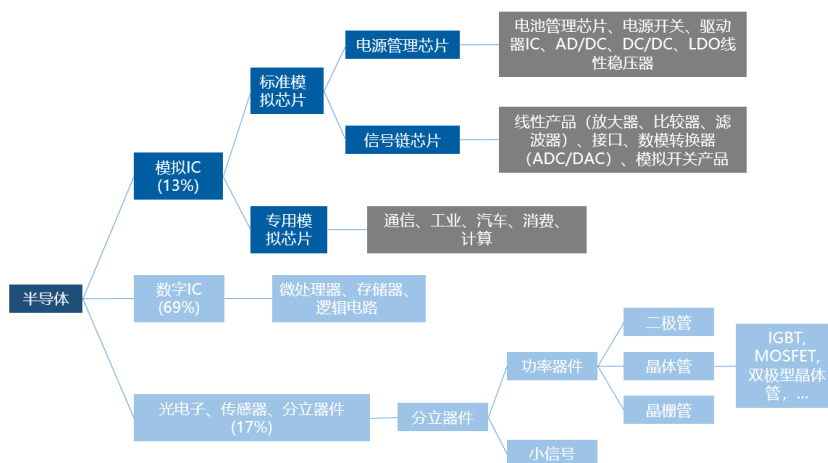 半导体
模拟IC
(13%)
标准模
拟芯片
电源管理芯片
电池管理芯片、电源开关、驱动
器IC、AD/DC、DC/DC、LDO线
性稳压器
信号链芯片
线性产品（放大器、比较器、滤
波器）、接口、数模转换器
（ADC/DAC）、模拟开关产品
专用模
拟芯片
通信、工业、汽车、消费、
计算
数字IC
(69%)
微处理器、存储器、
逻辑电路
光电子、传感器、分立器件
(17%)
分立器件
功率器件
二极管
晶体管
IGBT,
MOSFET,
双极型晶体
管，...
晶栅管
小信号